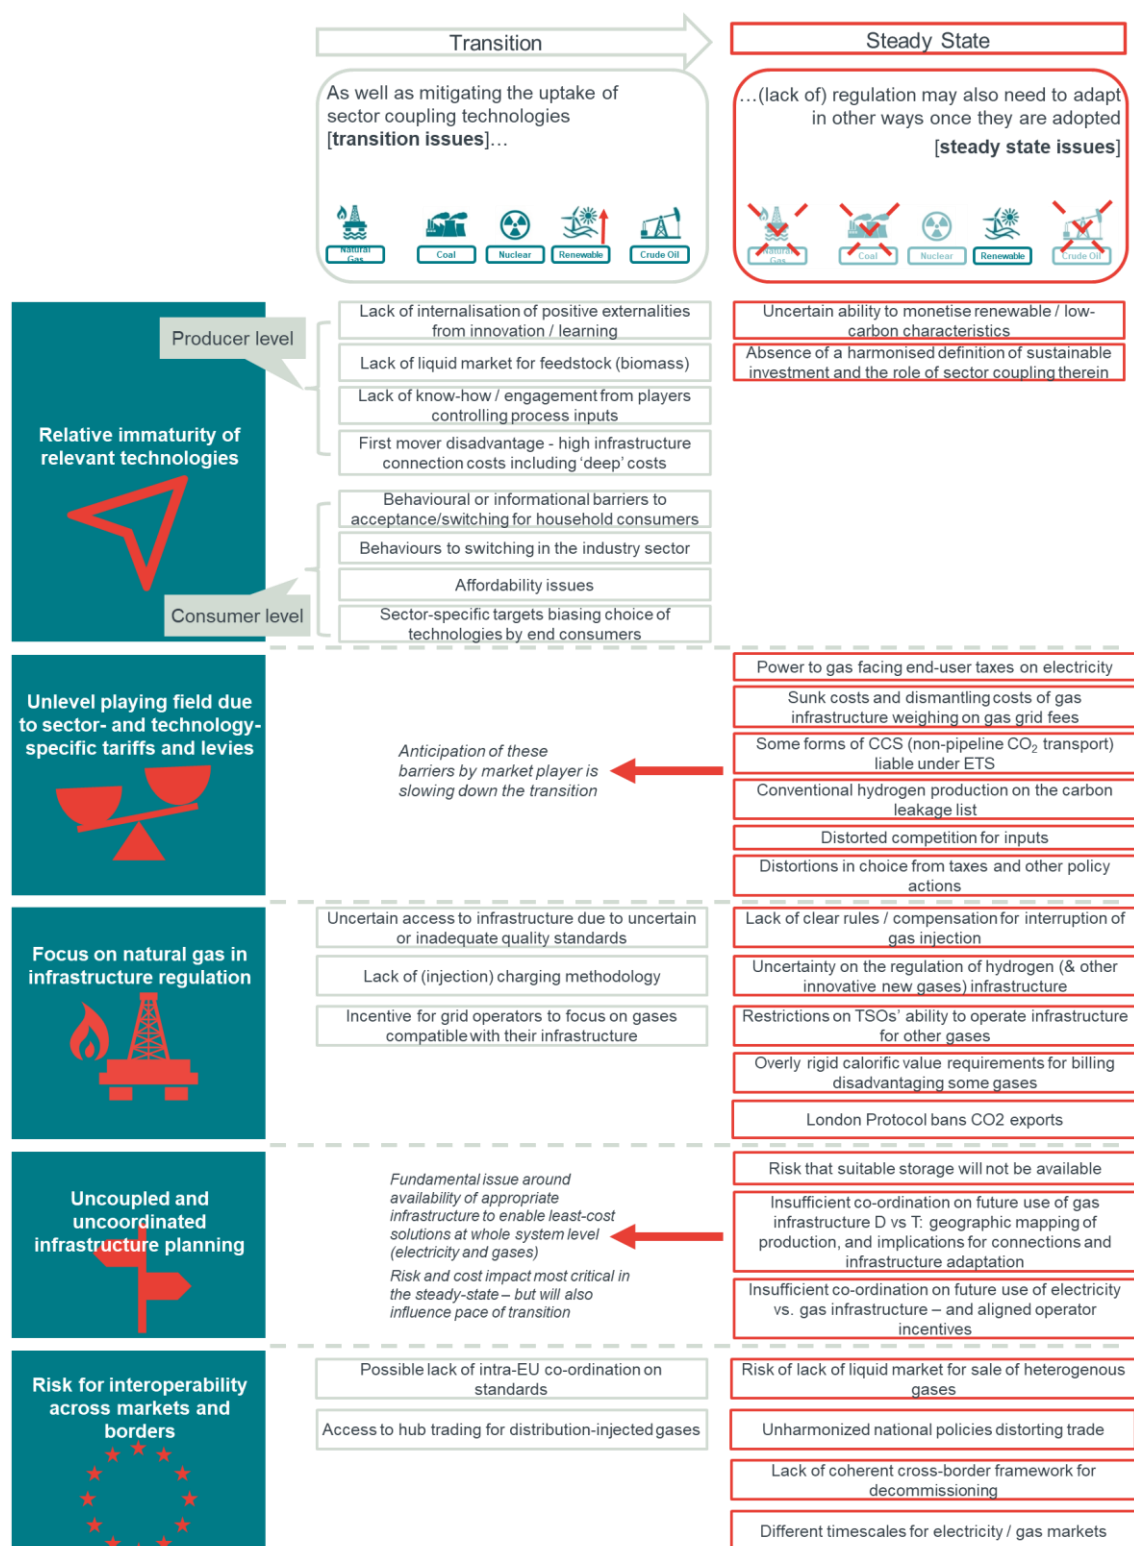 Transition
Steady State
As well as mitigating the uptake of
sector coupling technologies
[transition issues]...
Natural
Gas
Coal
Nuclear
Renewable
Crude Oil
...(lack of) regulation may also need to adapt
in other ways once they are adopted
[steady state issues]
Natural
Gas
Coal
Nuclear
Renewable
Crude Oil
Relative immaturity of
relevant technologies
Producer level
Lack of internalisation of positive externalities
from innovation / learning
Lack of liquid market for feedstock (biomass)
Lack of know-how / engagement from players
controlling process inputs
First mover disadvantage - high infrastructure
connection costs including ‘deep’ costs
Consumer level
Behavioural or informational barriers to
acceptance/switching for household consumers
Behaviours to switching in the industry sector
Affordability issues
Sector-specific targets biasing choice of
technologies by end consumers
Uncertain ability to monetise renewable / low-
carbon characteristics
Absence of a harmonised definition of sustainable
investment and the role of sector coupling therein
Unlevel playing field due
to sector- and technology-
specific tariffs and levies
Anticipation of these
barriers by market player is
slowing down the transition
Power to gas facing end-user taxes on electricity
Sunk costs and dismantling costs of gas
infrastructure weighing on gas grid fees
Some forms of CCS (non-pipeline CO₂ transport)
liable under ETS
Conventional hydrogen production on the carbon
leakage list
Distorted competition for inputs
Distortions in choice from taxes and other policy
actions
Focus on natural gas in
infrastructure regulation
Uncertain access to infrastructure due to uncertain
or inadequate quality standards
Lack of (injection) charging methodology
Incentive for grid operators to focus on gases
compatible with their infrastructure
Lack of clear rules / compensation for interruption of
gas injection
Uncertainty on the regulation of hydrogen (& other
innovative new gases) infrastructure
Restrictions on TSOs’ ability to operate infrastructure
for other gases
Overly rigid calorific value requirements for billing
disadvantaging some gases
London Protocol bans CO2 exports
Uncoupled and
uncoordinated
infrastructure planning
Fundamental issue around
availability of appropriate
infrastructure to enable least-cost
solutions at whole system level
(electricity and gases)
Risk and cost impact most critical in
the steady-state – but will also
influence pace of transition
Risk that suitable storage will not be available
Insufficient co-ordination on future use of gas
infrastructure D vs T: geographic mapping of
production, and implications for connections and
infrastructure adaptation
Insufficient co-ordination on future use of electricity
vs. gas infrastructure – and aligned operator
incentives
Risk for interoperability
across markets and
borders
Possible lack of intra-EU co-ordination on
standards
Access to hub trading for distribution-injected gases
Risk of lack of liquid market for sale of heterogenous
gases
Unharmonized national policies distorting trade
Lack of coherent cross-border framework for
decommissioning
Different timescales for electricity / gas markets